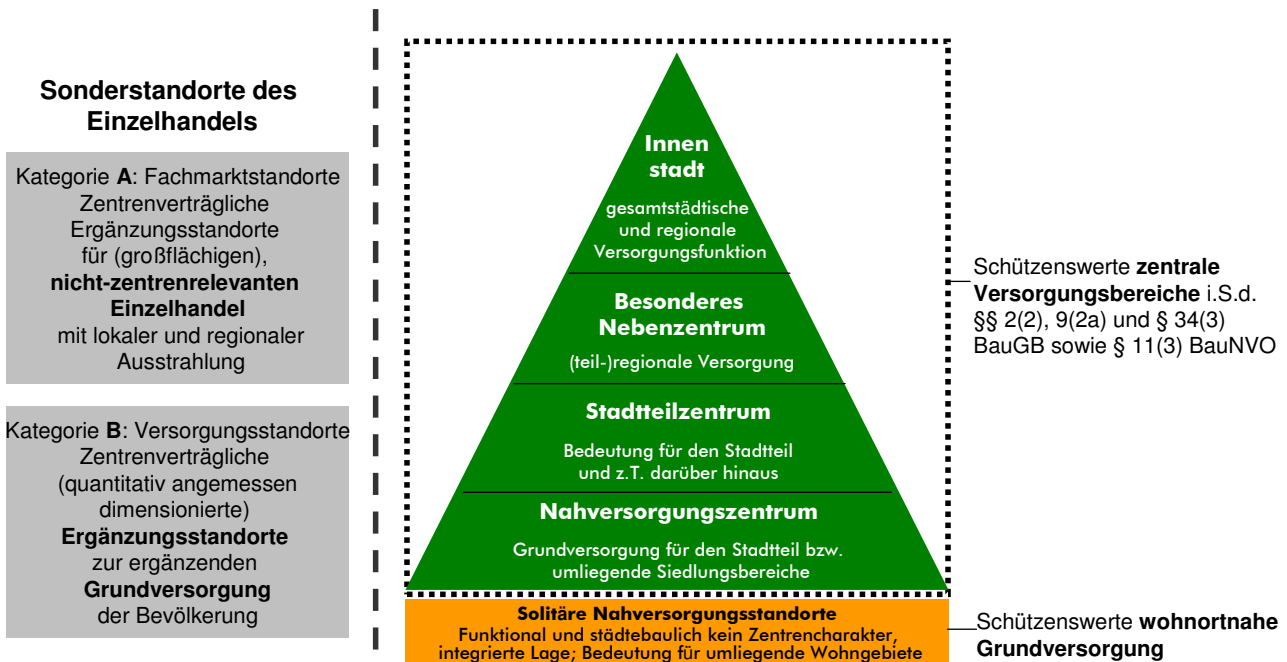 Sonderstandorte des
Einzelhandels
Kategorie A: Fachmarktstandorte
Zentrenverträgliche
Ergänzungsstandorte
für (großflächigen),
nicht-zentrenrelevanten
Einzelhandel
mit lokaler und regionaler
Ausstrahlung
Kategorie B: Versorgungsstandorte
Zentrenverträgliche
(quantitativ angemessen
dimensionierte)
Ergänzungsstandorte
zur ergänzenden
Grundversorgung
der Bevölkerung
Innen
stadt
gesamtstädtische
und regionale
Versorgungsfunktion
Besonderes
Nebenzentrum
(teil-)regionale Versorgung
Stadtteilzentrum
Bedeutung für den Stadtteil
und z.T. darüber hinaus
Nahversorgungszentrum
Grundversorgung für den Stadtteil bzw.
umliegende Siedlungsbereiche
Solitäre Nahversorgungsstandorte
Funktional und städtebaulich kein Zentrencharakter,
integrierte Lage; Bedeutung für umliegende Wohngebiete
Schützenswerte zentrale
Versorgungsbereiche i.S.d.
§§ 2(2), 9(2a) und § 34(3)
BauGB sowie § 11(3) BauNVO
Schützenswerte wohnortnahe
Grundversorgung